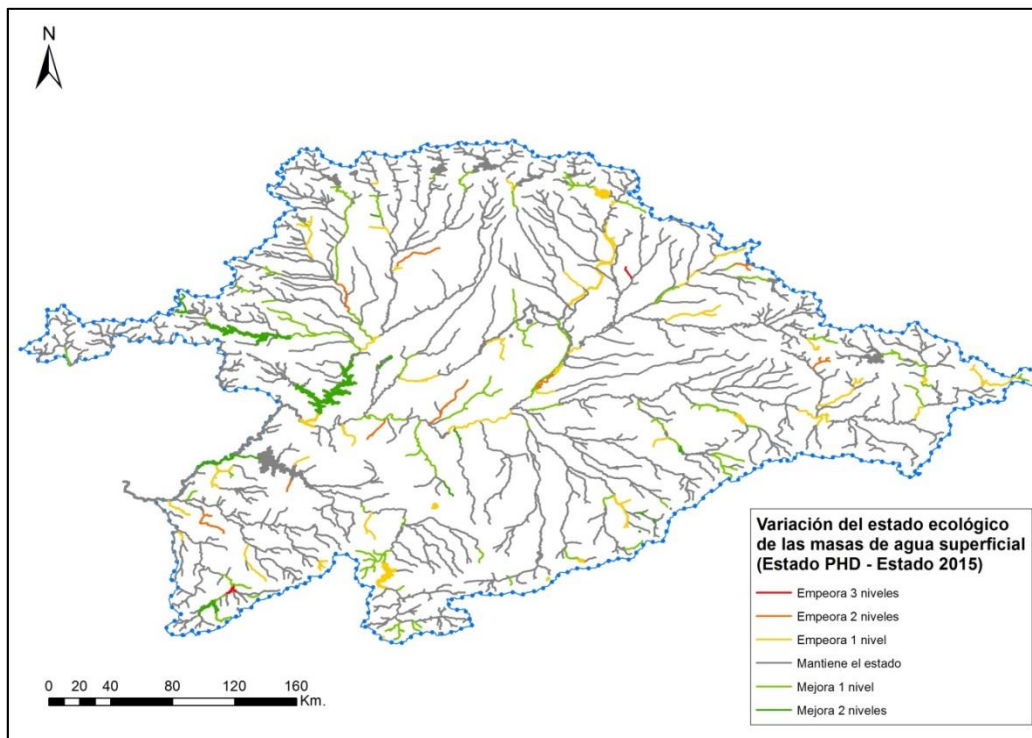 N
Variación del estado ecológico
de las masas de agua superficial
(Estado PHD - Estado 2015)
Empeora 3 niveles
Empeora 2 niveles
Empeora 1 nivel
Mantiene el estado
Mejora 1 nivel
Mejora 2 niveles
0 10 20 40 80 120 160
Km.